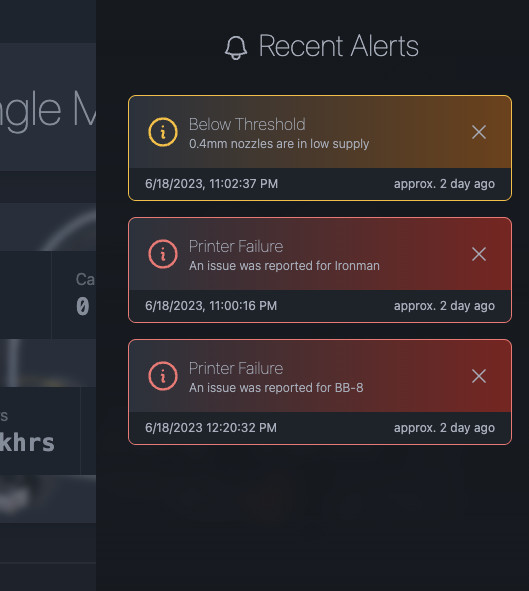 Recent Alerts
Below Threshold
0.4mm nozzles are in low supply
6/18/2023, 11:02:37 PM approx. 2 day ago
Printer Failure
An issue was reported for Ironman
6/18/2023, 11:00:16 PM approx. 2 day ago
Printer Failure
An issue was reported for BB-8
6/18/2023 12:20:32 PM approx. 2 day ago
ngle M
Ca
0
s
khrs